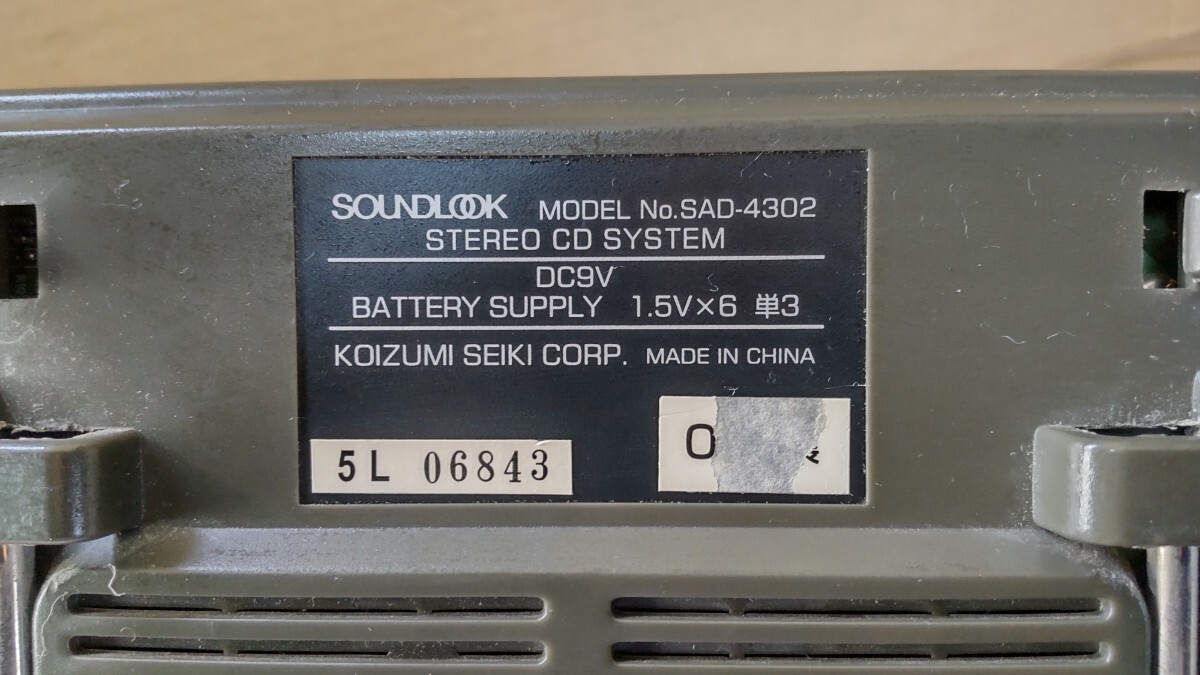 SOUNDLOOK MODEL No.SAD-4302
STEREO CD SYSTEM
DC9V
BATTERY SUPPLY 1.5V×6 単3
KOIZUMI SEIKI CORP. MADE IN CHINA
5L 06843